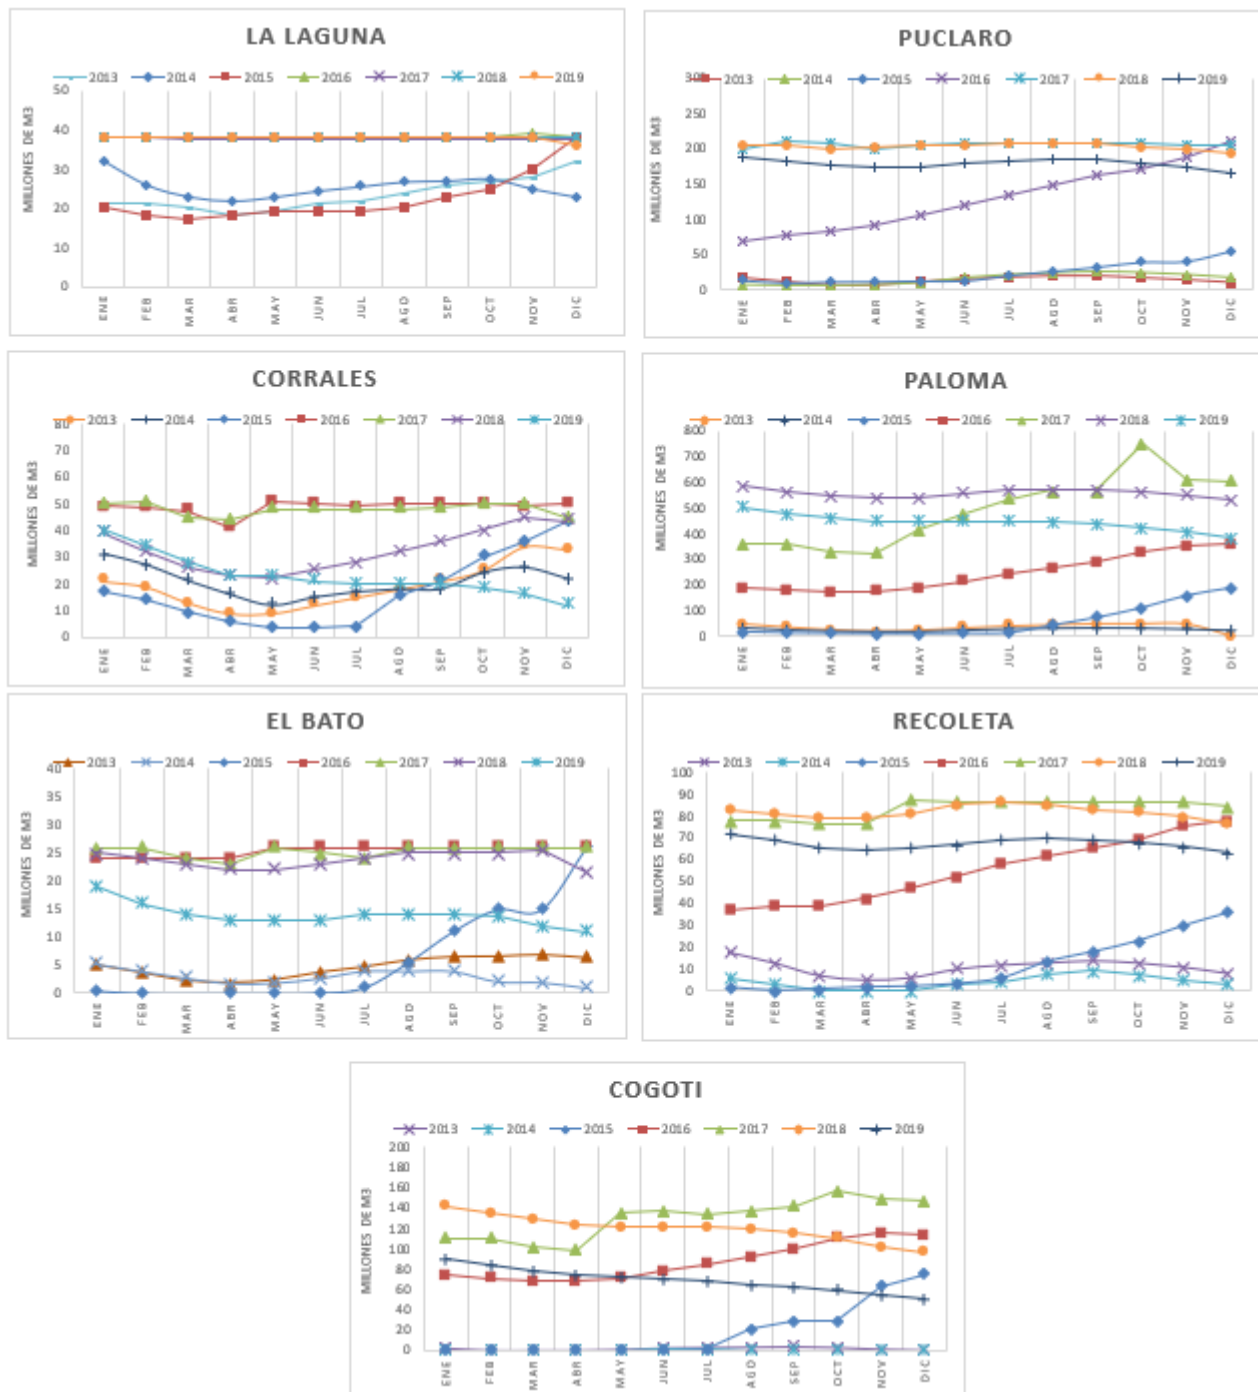 LA LAGUNA
2013 2014 2015 2016 2017 2018 2019
MILLONES DE M3
50
40
30
20
10
0
ENE FEB MAR ABR MAY JUN JUL AGO SEP OCT NOV DIC
PUCLARO
2013 2014 2015 2016 2017 2018 2019
MILLONES DE M3
300
250
200
150
100
50
0
ENE FEB MAR ABR MAY JUN JUL AGO SEP OCT NOV DIC
CORRALES
2013 2014 2015 2016 2017 2018 2019
MILLONES DE M3
80
70
60
50
40
30
20
10
0
ENE FEB MAR ABR MAY JUN JUL AGO SEP OCT NOV DIC
PALOMA
2013 2014 2015 2016 2017 2018 2019
MILLONES DE M3
800
700
600
500
400
300
200
100
0
ENE FEB MAR ABR MAY JUN JUL AGO SEP OCT NOV DIC
EL BATO
2013 2014 2015 2016 2017 2018 2019
MILLONES DE M3
40
35
30
25
20
15
10
5
0
ENE FEB MAR ABR MAY JUN JUL AGO SEP OCT NOV DIC
RECOLETA
2013 2014 2015 2016 2017 2018 2019
MILLONES DE M3
100
90
80
70
60
50
40
30
20
10
0
ENE FEB MAR ABR MAY JUN JUL AGO SEP OCT NOV DIC
COGOTI
2013 2014 2015 2016 2017 2018 2019
MILLONES DE M3
200
180
160
140
120
100
80
60
40
20
0
ENE FEB MAR ABR MAY JUN JUL AGO SEP OCT NOV DIC